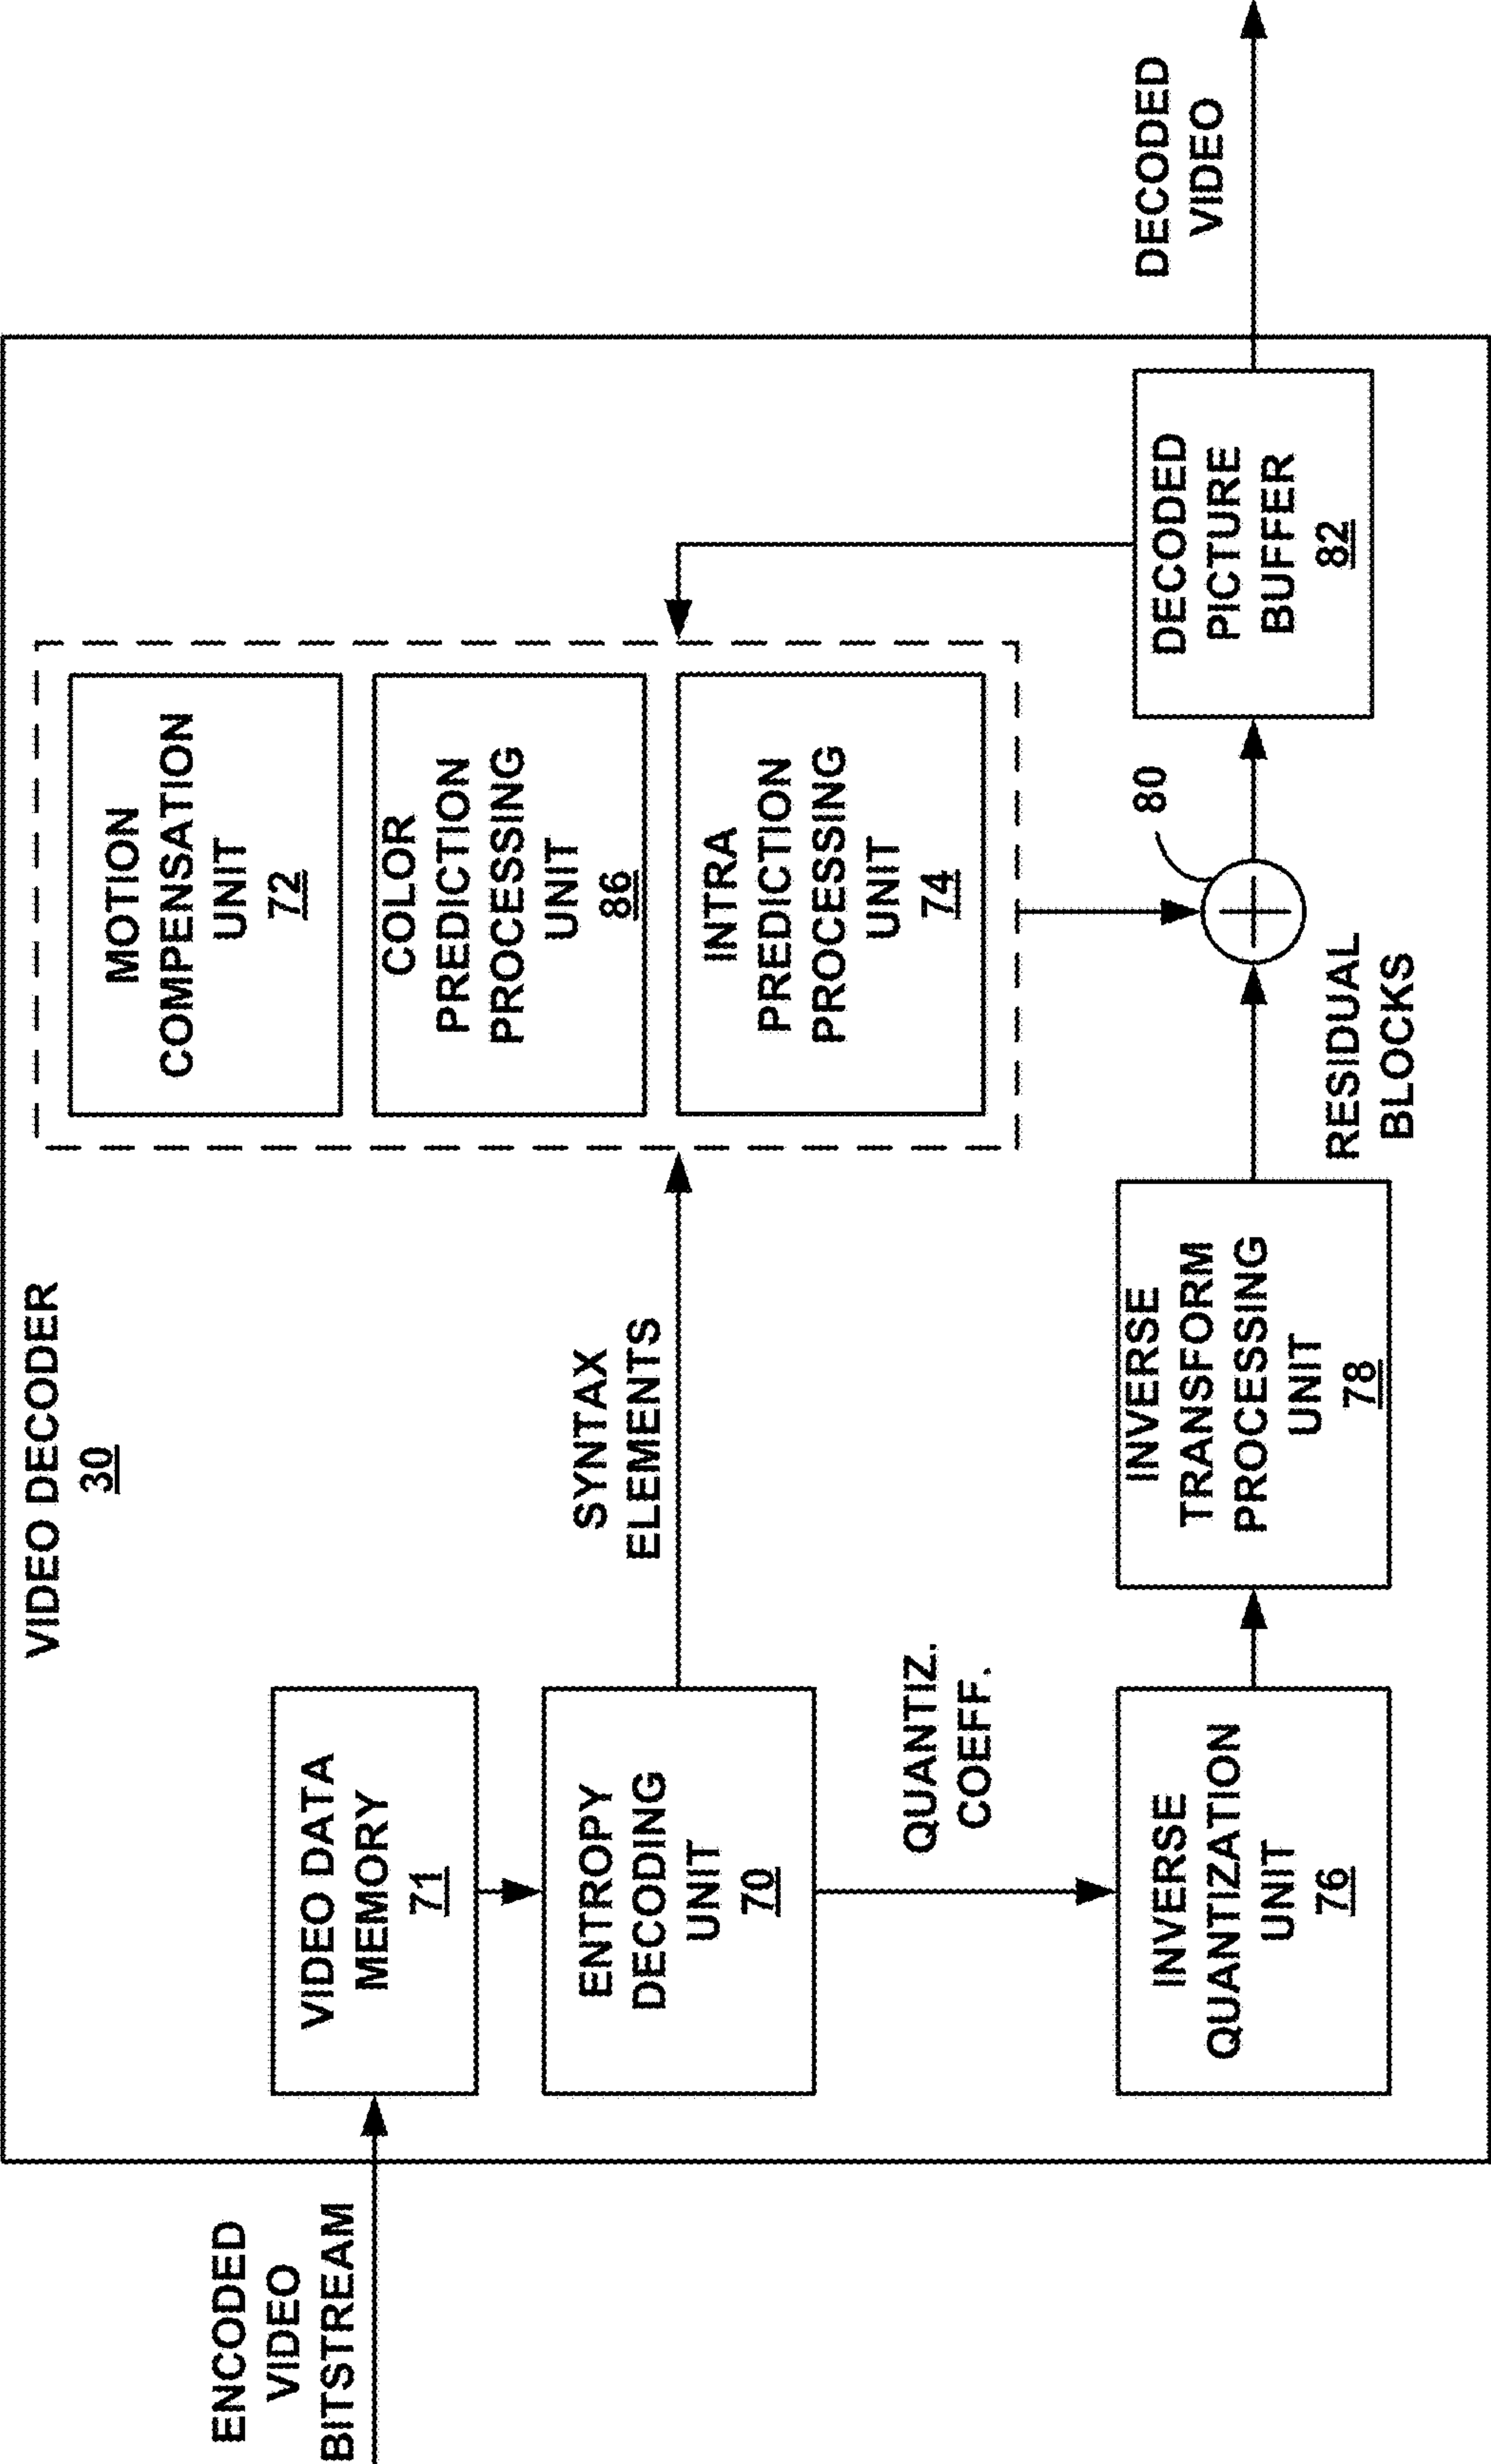 VIDEO DECODER
30
ENCODED
VIDEO
BITSTREAM
VIDEO DATA
MEMORY
71
ENTROPY
DECODING
UNIT
70
SYNTAX
ELEMENTS
MOTION
COMPENSATION
UNIT
72
COLOR
PREDICTION
PROCESSING
UNIT
86
INTRA
PREDICTION
PROCESSING
UNIT
74
QUANTIZ.
COEFF.
INVERSE
QUANTIZATION
UNIT
76
INVERSE
TRANSFORM
PROCESSING
UNIT
78
RESIDUAL
BLOCKS
80
DECODED
PICTURE
BUFFER
82
DECODED
VIDEO